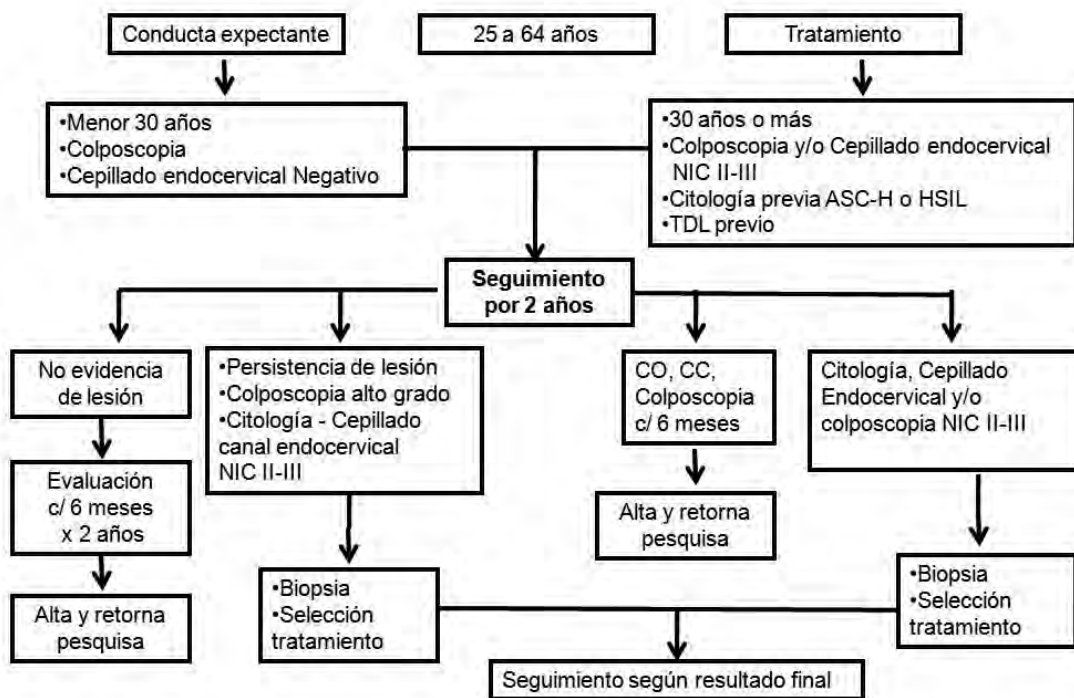 Conducta expectante
25 a 64 años
Tratamiento
•Menor 30 años
•Colposcopia
•Cepillado endocervical Negativo
•30 años o más
•Colposcopia y/o Cepillado endocervical
NIC II-III
•Citología previa ASC-H o HSIL
•TDL previo
Seguimiento
por 2 años
No evidencia
de lesión
•Persistencia de lesión
•Colposcopia alto grado
•Citología - Cepillado
canal endocervical
NIC II-III
CO, CC,
Colposcopia
c/ 6 meses
Citología, Cepillado
Endocervical y/o
colposcopia NIC II-III
Evaluación
c/ 6 meses
x 2 años
Alta y retorna
pesquisa
Alta y retorna
pesquisa
•Biopsia
•Selección
tratamiento
•Biopsia
•Selección
tratamiento
Seguimiento según resultado final